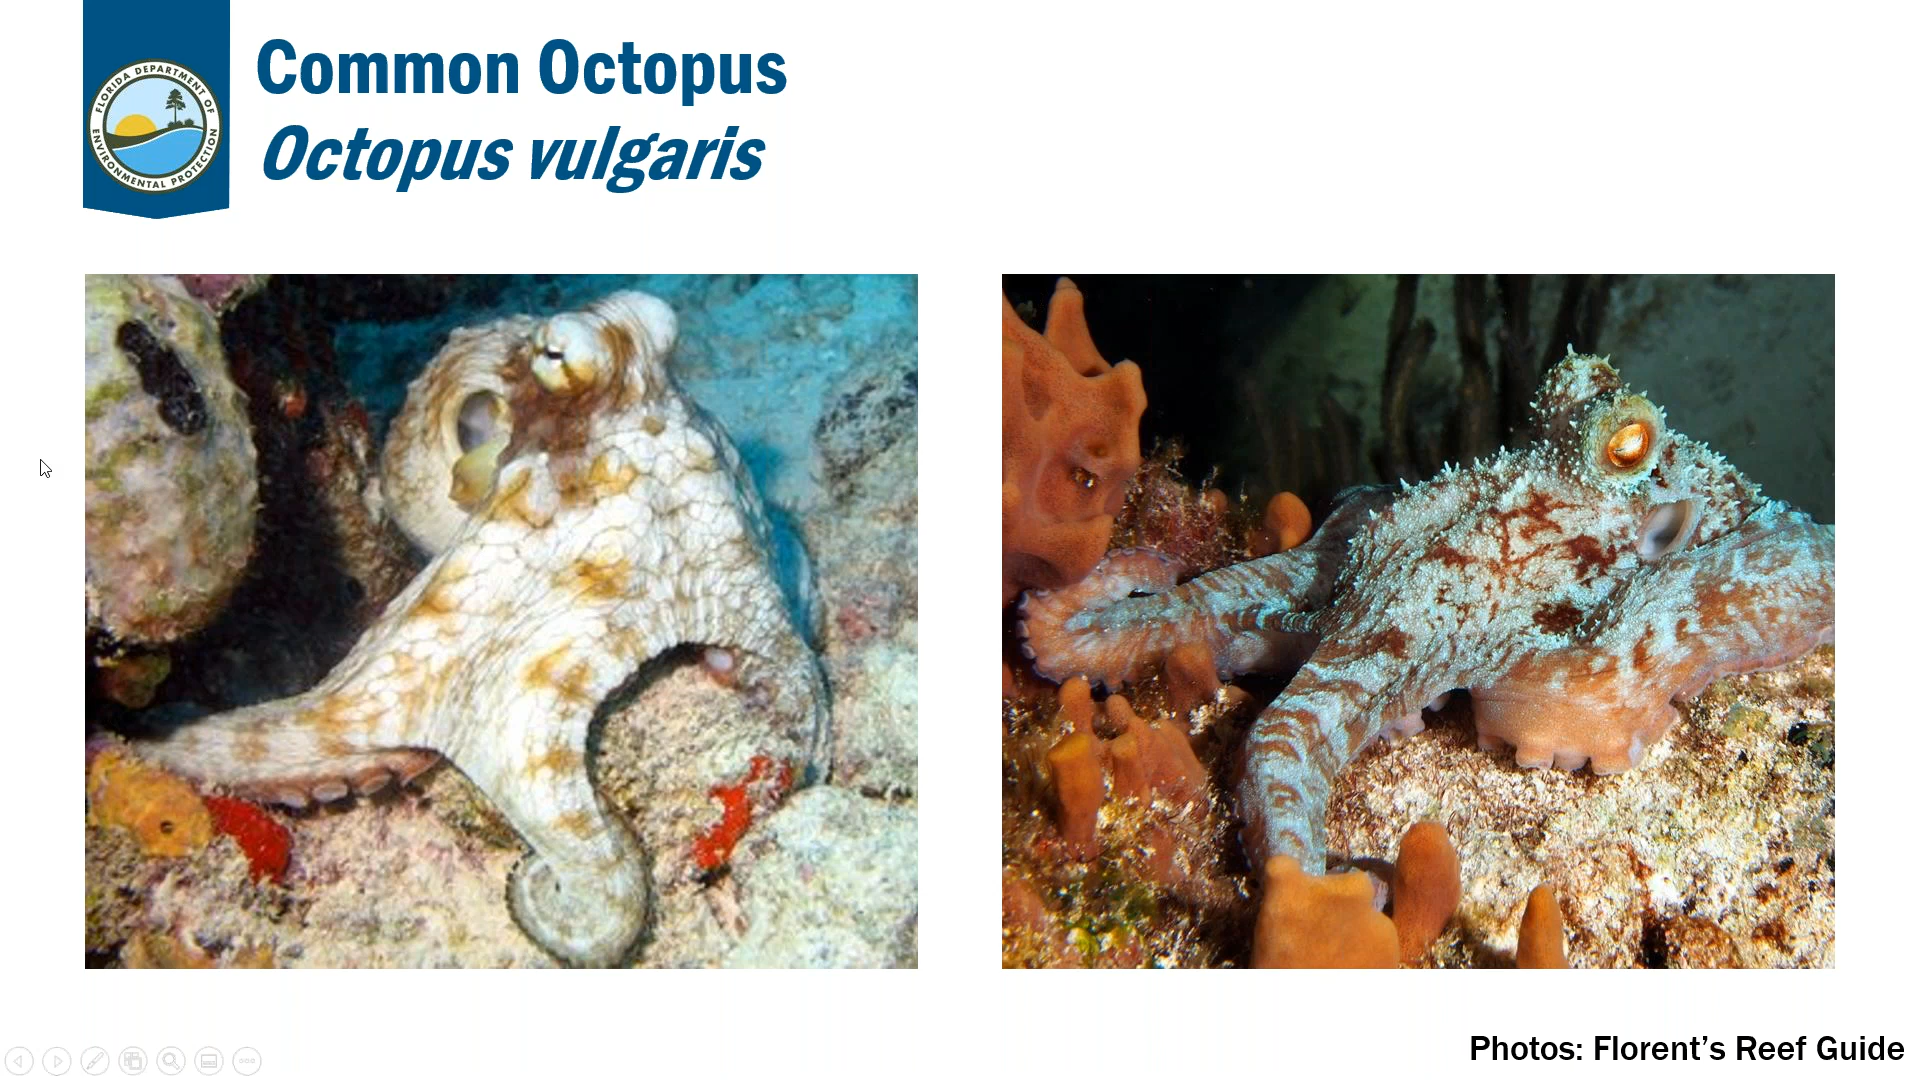 Common Octopus
Octopus vulgaris
FLORIDA DEPARTMENT OF
ENVIRONMENTAL PROTECTION
Photos: Florent's Reef Guide